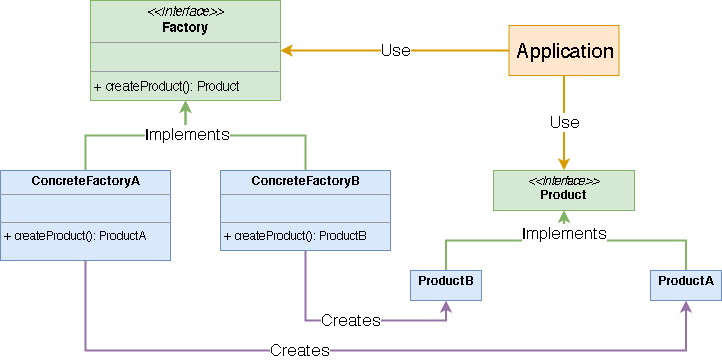 <<Interface>>
Factory
+ createProduct(): Product
Use
Application
Use
Implements
ConcreteFactoryA
+ createProduct(): ProductA
ConcreteFactoryB
+ createProduct(): ProductB
<<Interface>>
Product
Implements
ProductB
ProductA
Creates
Creates